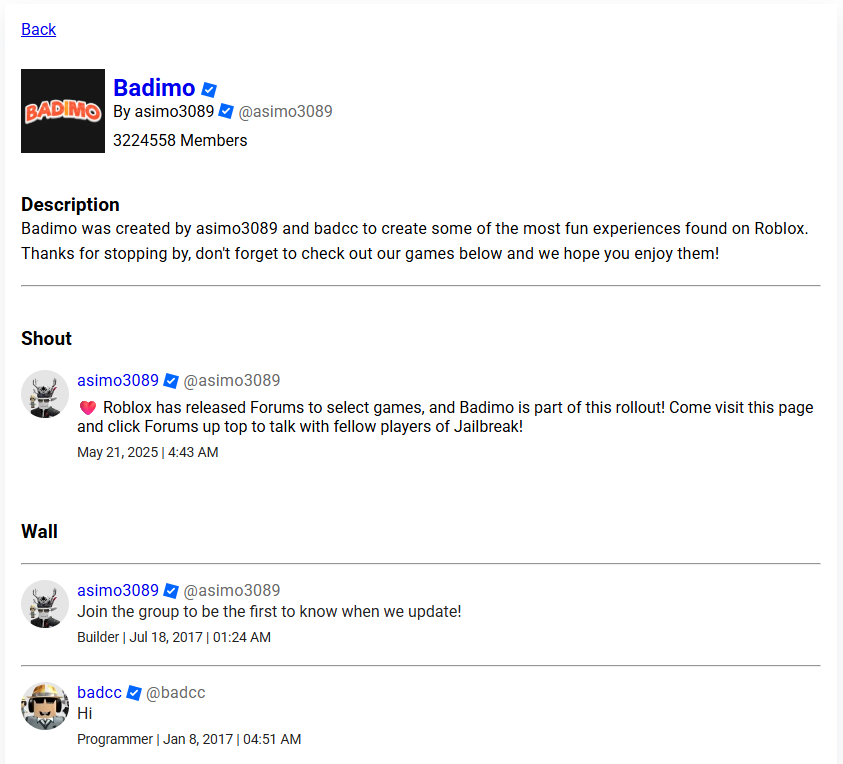 Back
BADIMO
Badimo
By asimo3089 @asimo3089
3224558 Members
Description
Badimo was created by asimo3089 and badcc to create some of the most fun experiences found on Roblox.
Thanks for stopping by, don't forget to check out our games below and we hope you enjoy them!
Shout
asimo3089 @asimo3089
💗 Roblox has released Forums to select games, and Badimo is part of this rollout! Come visit this page
and click Forums up top to talk with fellow players of Jailbreak!
May 21, 2025 | 4:43 AM
Wall
asimo3089 @asimo3089
Join the group to be the first to know when we update!
Builder | Jul 18, 2017 | 01:24 AM
badcc @badcc
Hi
Programmer | Jan 8, 2017 | 04:51 AM